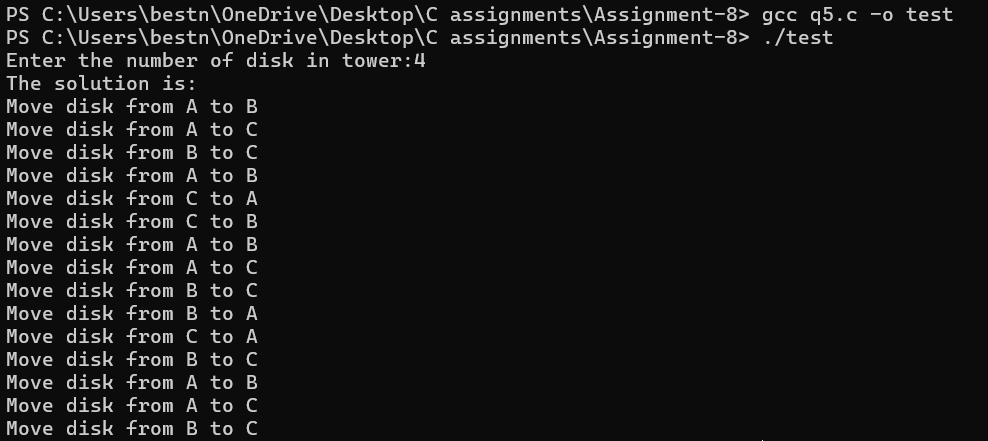 PS C:\Users\bestn\OneDrive\Desktop\C assignments\Assignment-8> gcc q5.c -o test
PS C:\Users\bestn\OneDrive\Desktop\C assignments\Assignment-8> ./test
Enter the number of disk in tower:4
The solution is:
Move disk from A to B
Move disk from A to C
Move disk from B to C
Move disk from A to B
Move disk from C to A
Move disk from C to B
Move disk from A to B
Move disk from A to C
Move disk from B to C
Move disk from B to A
Move disk from C to A
Move disk from B to C
Move disk from A to B
Move disk from A to C
Move disk from B to C